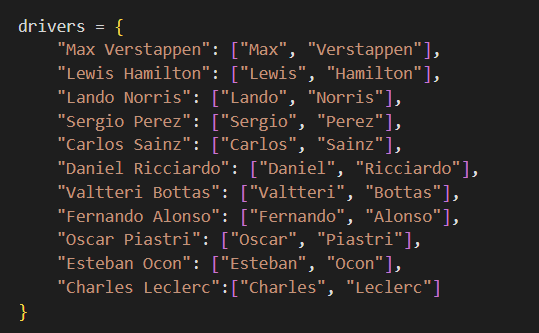 drivers = {
    "Max Verstappen": ["Max", "Verstappen"],
    "Lewis Hamilton": ["Lewis", "Hamilton"],
    "Lando Norris": ["Lando", "Norris"],
    "Sergio Perez": ["Sergio", "Perez"],
    "Carlos Sainz": ["Carlos", "Sainz"],
    "Daniel Ricciardo": ["Daniel", "Ricciardo"],
    "Valtteri Bottas": ["Valtteri", "Bottas"],
    "Fernando Alonso": ["Fernando", "Alonso"],
    "Oscar Piastri": ["Oscar", "Piastri"],
    "Esteban Ocon": ["Esteban", "Ocon"],
    "Charles Leclerc":["Charles", "Leclerc"]
}